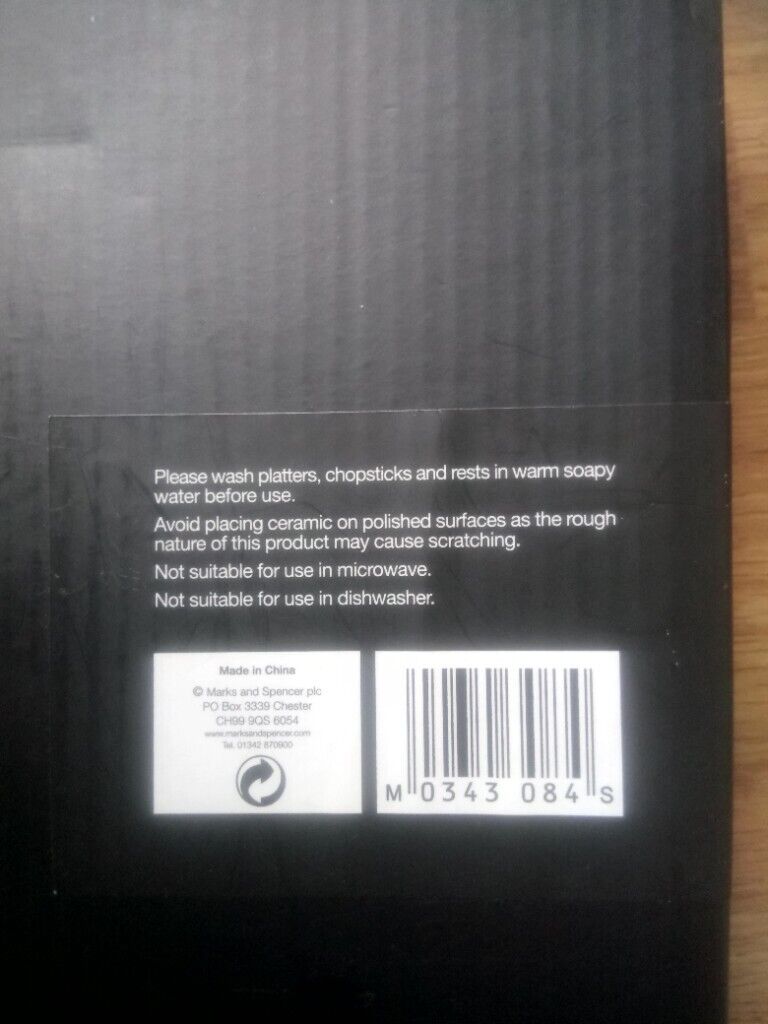 Please wash platters, chopsticks and rests in warm soapy
water before use.
Avoid placing ceramic on polished surfaces as the rough
nature of this product may cause scratching.
Not suitable for use in microwave.
Not suitable for use in dishwasher.
Made in China
© Marks and Spencer plc
PO Box 3339 Chester
CH99 9QS 6054
www.marksandspencer.com
Tel. 01342 870900
M 0343 084 S